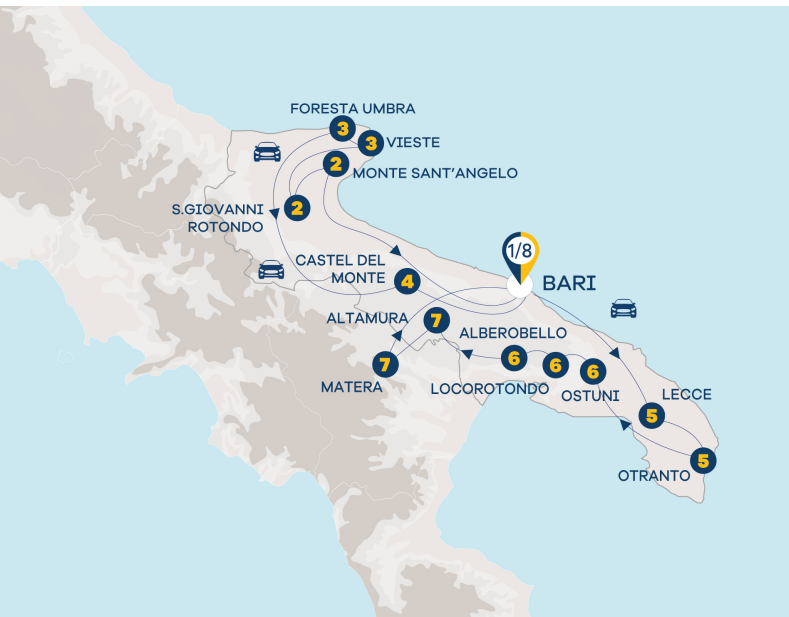 FORESTA UMBRA
3
3
VIESTE
2
MONTE SANT'ANGELO
S.GIOVANNI
ROTONDO
2
1/8
CASTEL DEL
MONTE
4
BARI
ALTAMURA
7
ALBEROBELLO
7
6
6
6
MATERA
LOCOROTONDO
OSTUNI
LECCE
5
5
OTRANTO